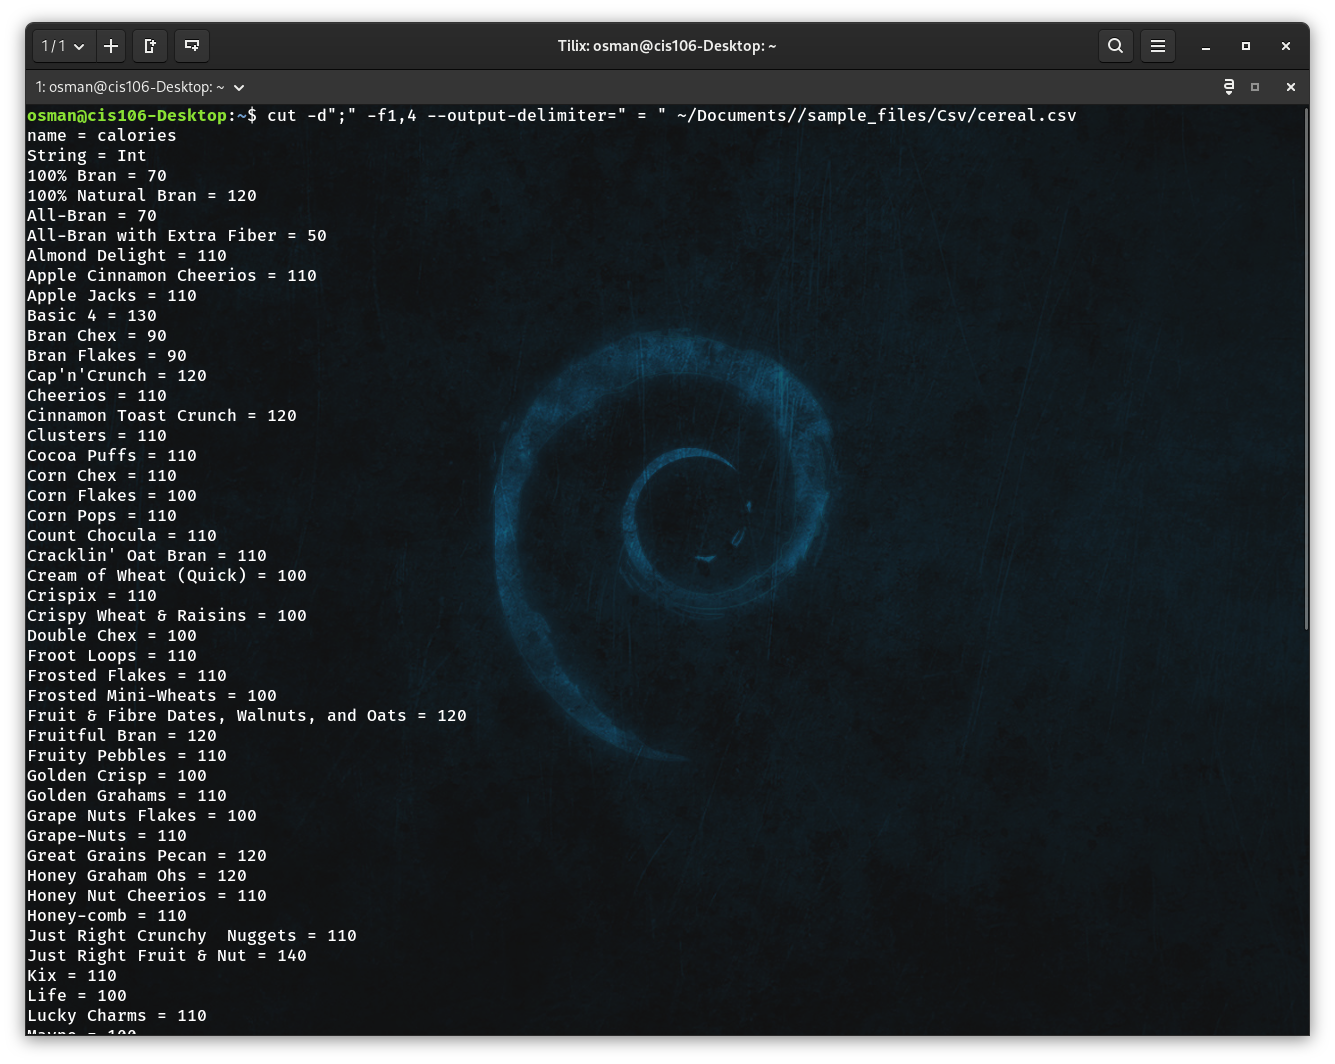 1 / 1
Tilix: osman@cis106-Desktop: ~
1: osman@cis106-Desktop: ~
osman@cis106-Desktop:~$ cut -d";" -f1,4 --output-delimiter=" = " ~/Documents//sample_files/Csv/cereal.csv
name = calories
String = Int
100% Bran = 70
100% Natural Bran = 120
All-Bran = 70
All-Bran with Extra Fiber = 50
Almond Delight = 110
Apple Cinnamon Cheerios = 110
Apple Jacks = 110
Basic 4 = 130
Bran Chex = 90
Bran Flakes = 90
Cap'n'Crunch = 120
Cheerios = 110
Cinnamon Toast Crunch = 120
Clusters = 110
Cocoa Puffs = 110
Corn Chex = 110
Corn Flakes = 100
Corn Pops = 110
Count Chocula = 110
Cracklin' Oat Bran = 110
Cream of Wheat (Quick) = 100
Crispix = 110
Crispy Wheat & Raisins = 100
Double Chex = 100
Froot Loops = 110
Frosted Flakes = 110
Frosted Mini-Wheats = 100
Fruit & Fibre Dates, Walnuts, and Oats = 120
Fruitful Bran = 120
Fruity Pebbles = 110
Golden Crisp = 100
Golden Grahams = 110
Grape Nuts Flakes = 100
Grape-Nuts = 110
Great Grains Pecan = 120
Honey Graham Ohs = 120
Honey Nut Cheerios = 110
Honey-comb = 110
Just Right Crunchy  Nuggets = 110
Just Right Fruit & Nut = 140
Kix = 110
Life = 100
Lucky Charms = 110